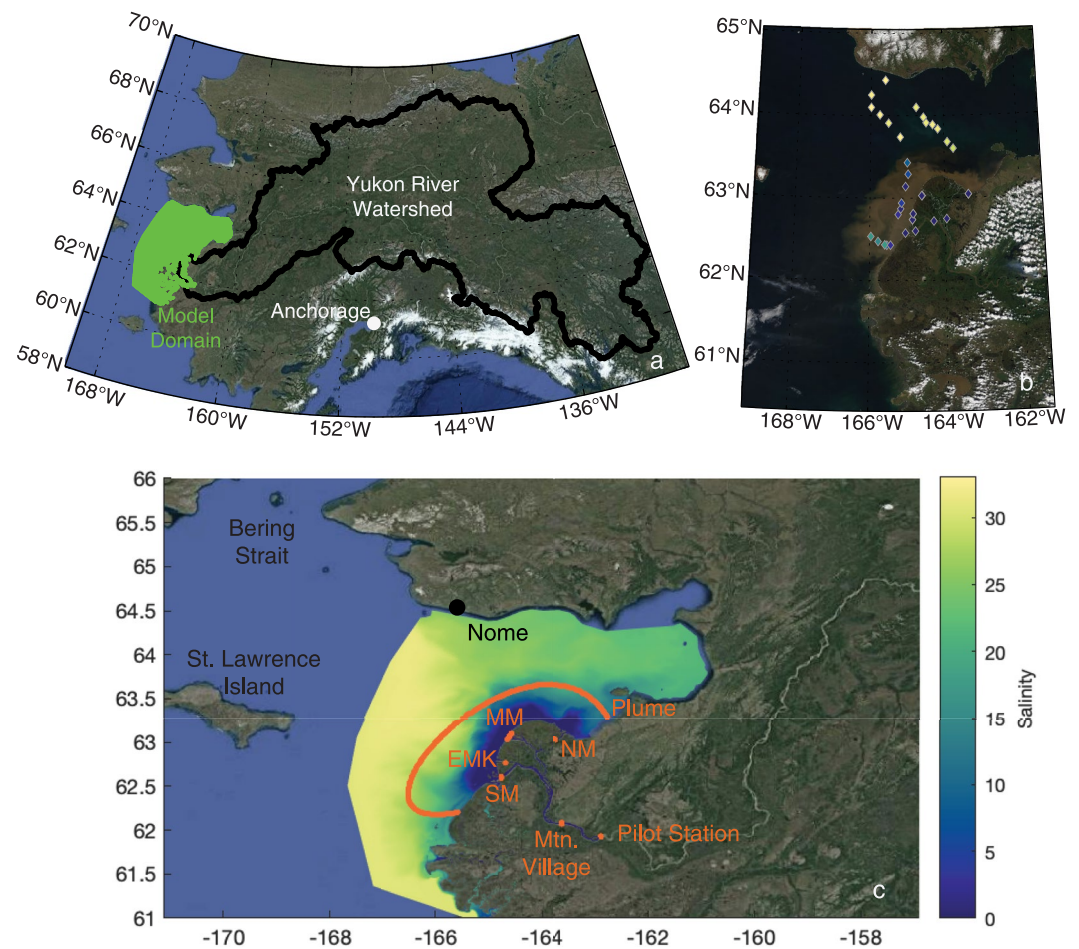 70°N
68°N
66°N
64°N
62°N
60°N
58°N
168°W
160°W
152°W
144°W
136°W
Yukon River
Watershed
Anchorage
Model
Domain
a
65°N
64°N
63°N
62°N
61°N
168°W
166°W
164°W
162°W
b
66
65.5
65
64.5
64
63.5
63
62.5
62
61.5
61
-170
-168
-166
-164
-162
-160
-158
Bering
Strait
Nome
St. Lawrence
Island
Plume
MM
NM
EMK
SM
Pilot Station
Mtn.
Village
c
30
25
20
15
10
5
0
Salinity